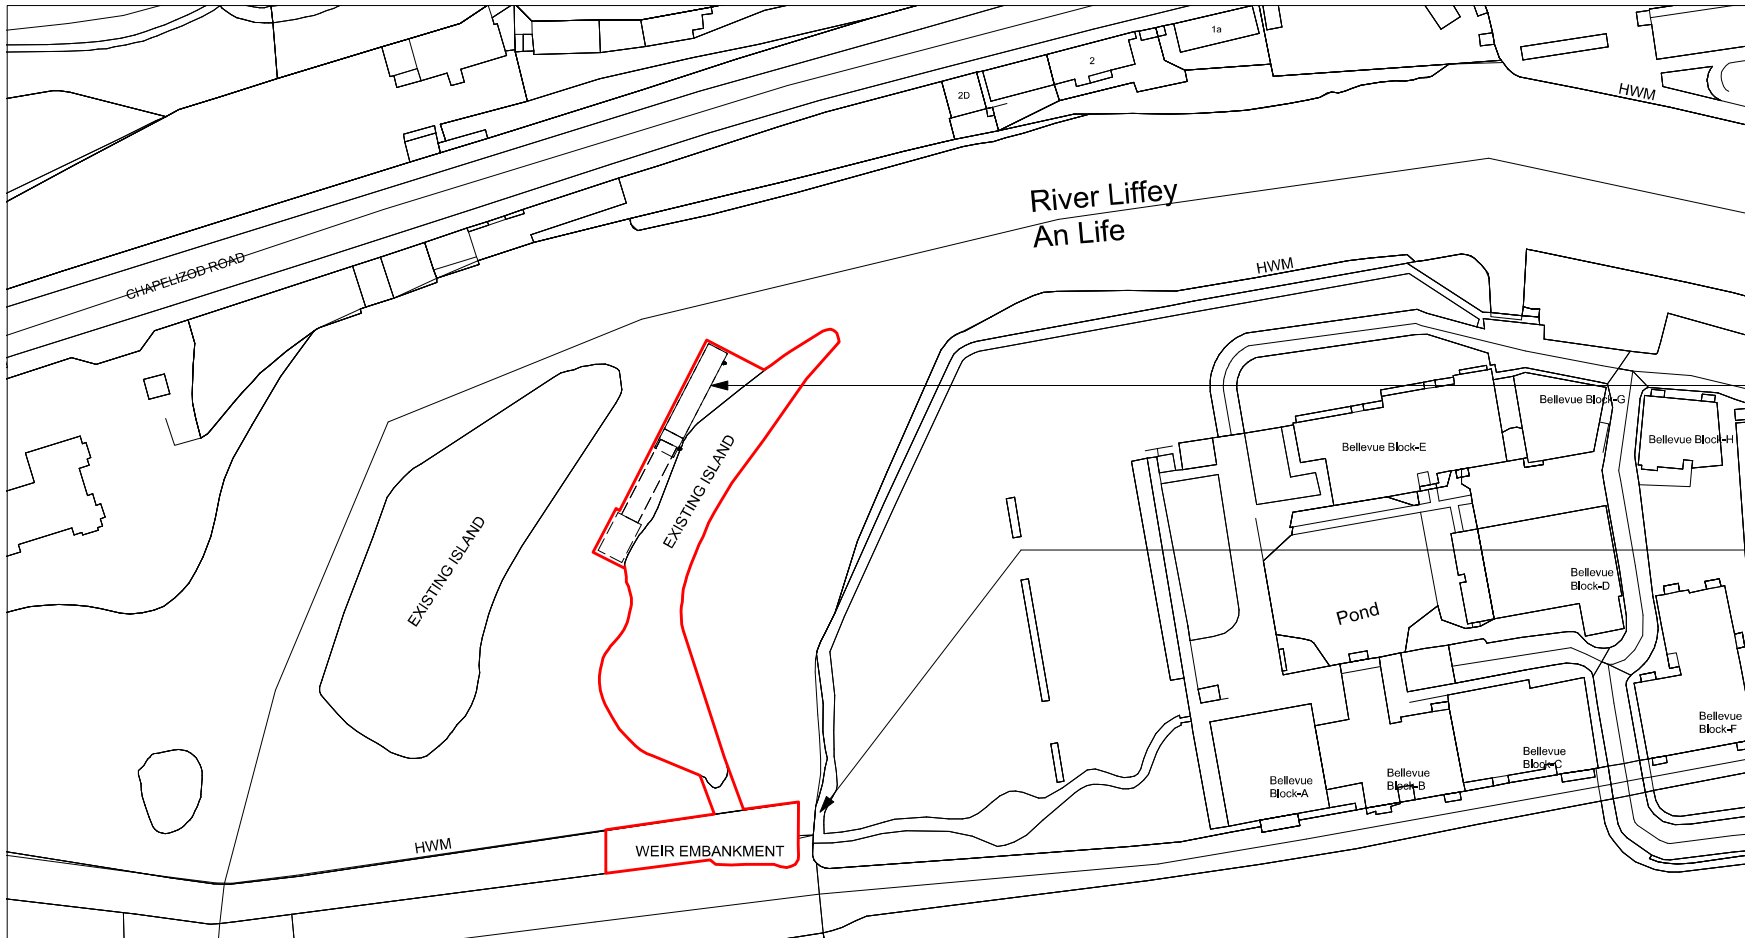 1a
2
2D
HWM
River Liffey
An Life
CHAPELIZOD ROAD
HWM
Bellevue Block-G
Bellevue Block-E
Bellevue Block-H
EXISTING ISLAND
EXISTING ISLAND
Bellevue
Block-D
Pond
Bellevue
Block-F
Bellevue
Block-C
Bellevue
Block-B
Bellevue
Block-A
HWM
WEIR EMBANKMENT